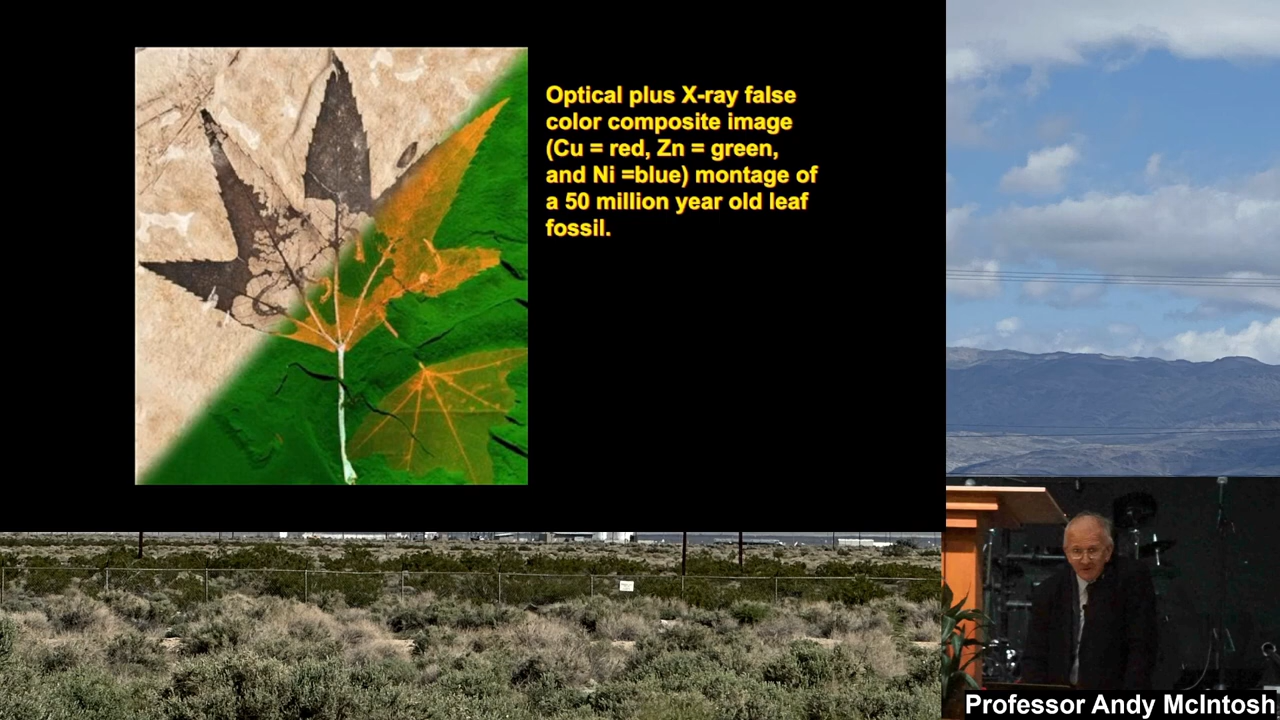 Optical plus X-ray false
color composite image
(Cu = red, Zn = green,
and Ni =blue) montage of
a 50 million year old leaf
fossil.
Professor Andy McIntosh